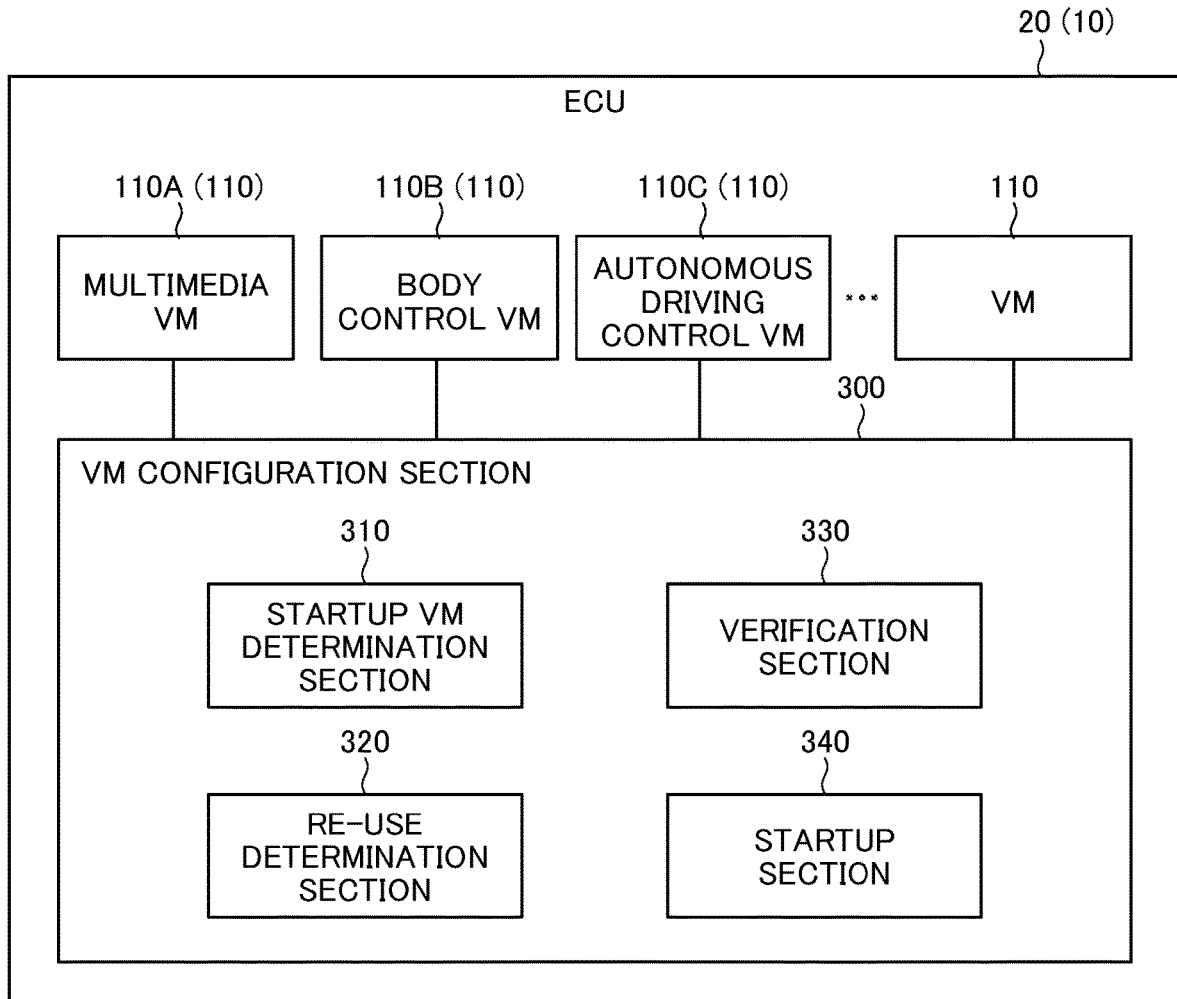 20 (10)
ECU
110A (110)
110B (110)
110C (110)
110
MULTIMEDIA
VM
BODY
CONTROL VM
AUTONOMOUS
DRIVING
CONTROL VM
...
VM
300
VM CONFIGURATION SECTION
310
STARTUP VM
DETERMINATION
SECTION
330
VERIFICATION
SECTION
320
RE-USE
DETERMINATION
SECTION
340
STARTUP
SECTION